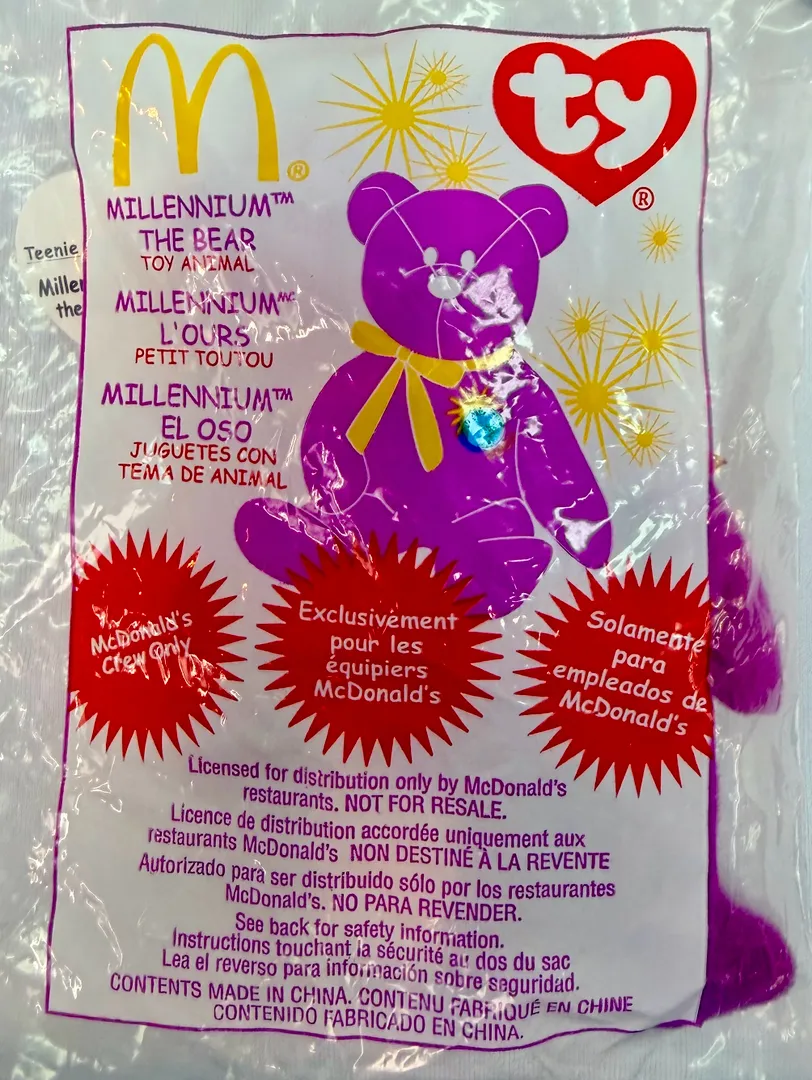 ty
®
®
MILLENNIUM™
THE BEAR
TOY ANIMAL
Teenie
Miller
the
MILLENNIUMᴹᶜ
L'OURS
PETIT TOUTOU
MILLENNIUM™
EL OSO
JUGUETES CON
TEMA DE ANIMAL
McDonald's
Crew Only
Exclusivement
pour les
équipiers
McDonald's
Solamente
para
empleados de
McDonald's
Licensed for distribution only by McDonald's
restaurants. NOT FOR RESALE.
Licence de distribution accordée uniquement aux
restaurants McDonald's NON DESTINÉ À LA REVENTE
Autorizado para ser distribuido sólo por los restaurantes
McDonald's. NO PARA REVENDER.
See back for safety information.
Instructions touchant la sécurité au dos du sac
Lea el reverso para información sobre seguridad.
CONTENTS MADE IN CHINA. CONTENU FABRIQUÉ EN CHINE
CONTENIDO FABRICADO EN CHINA.